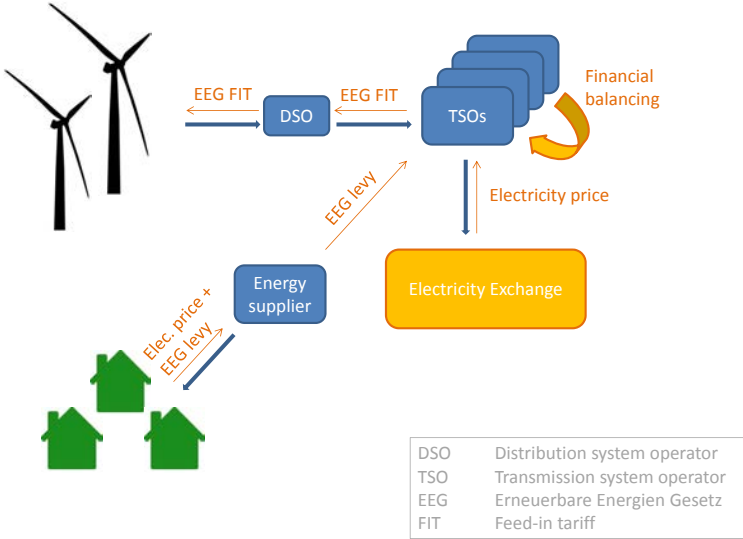 EEG FIT
DSO
EEG FIT
TSOs
Financial
balancing
EEG levy
Electricity price
Energy
supplier
Electricity Exchange
Elec. price +
EEG levy
DSO Distribution system operator
TSO Transmission system operator
EEG Erneuerbare Energien Gesetz
FIT Feed-in tariff